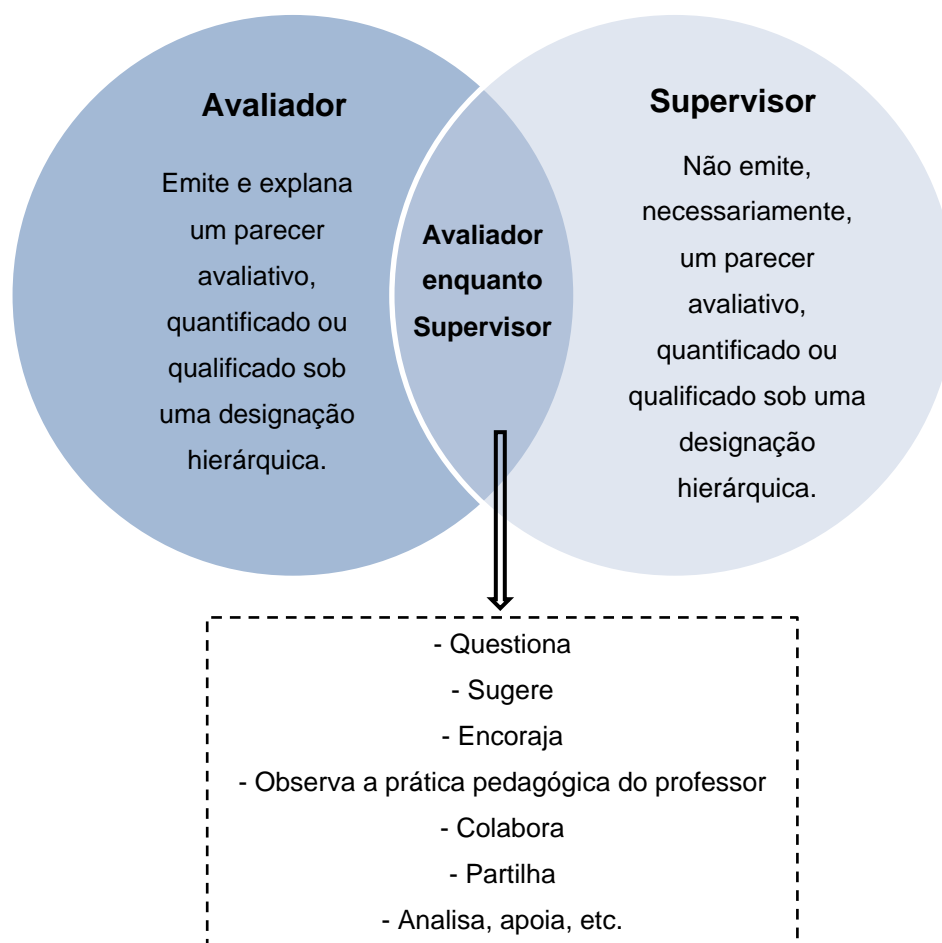 Avaliador
Emite e explana
um parecer
avaliativo,
quantificado ou
qualificado sob
uma designação
hierárquica.
Avaliador
enquanto
Supervisor
Supervisor
Não emite,
necessariamente,
um parecer
avaliativo,
quantificado ou
qualificado sob uma
designação
hierárquica.
- Questiona
- Sugere
- Encoraja
- Observa a prática pedagógica do professor
- Colabora
- Partilha
- Analisa, apoia, etc.